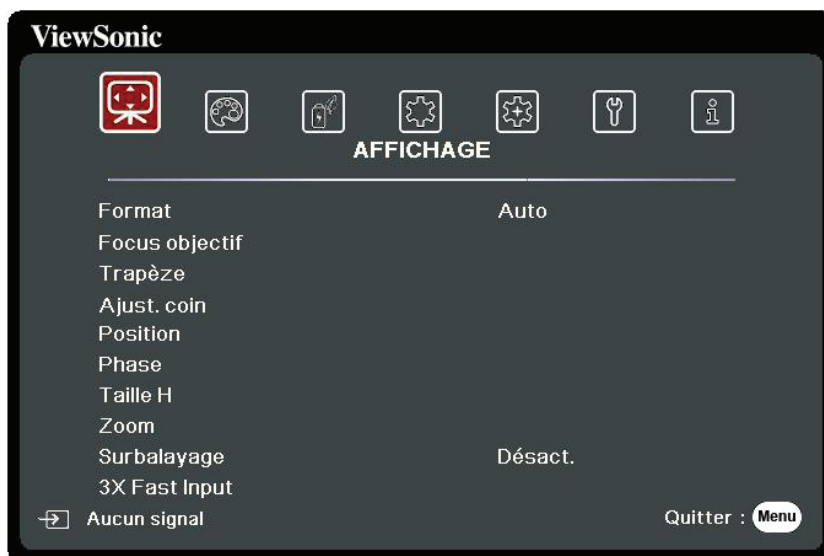 ViewSonic
AFFICHAGE
Format Auto
Focus objectif
Trapèze
Ajust. coin
Position
Phase
Taille H
Zoom
Surbalayage Désact.
3X Fast Input
Aucun signal Quitter : Menu